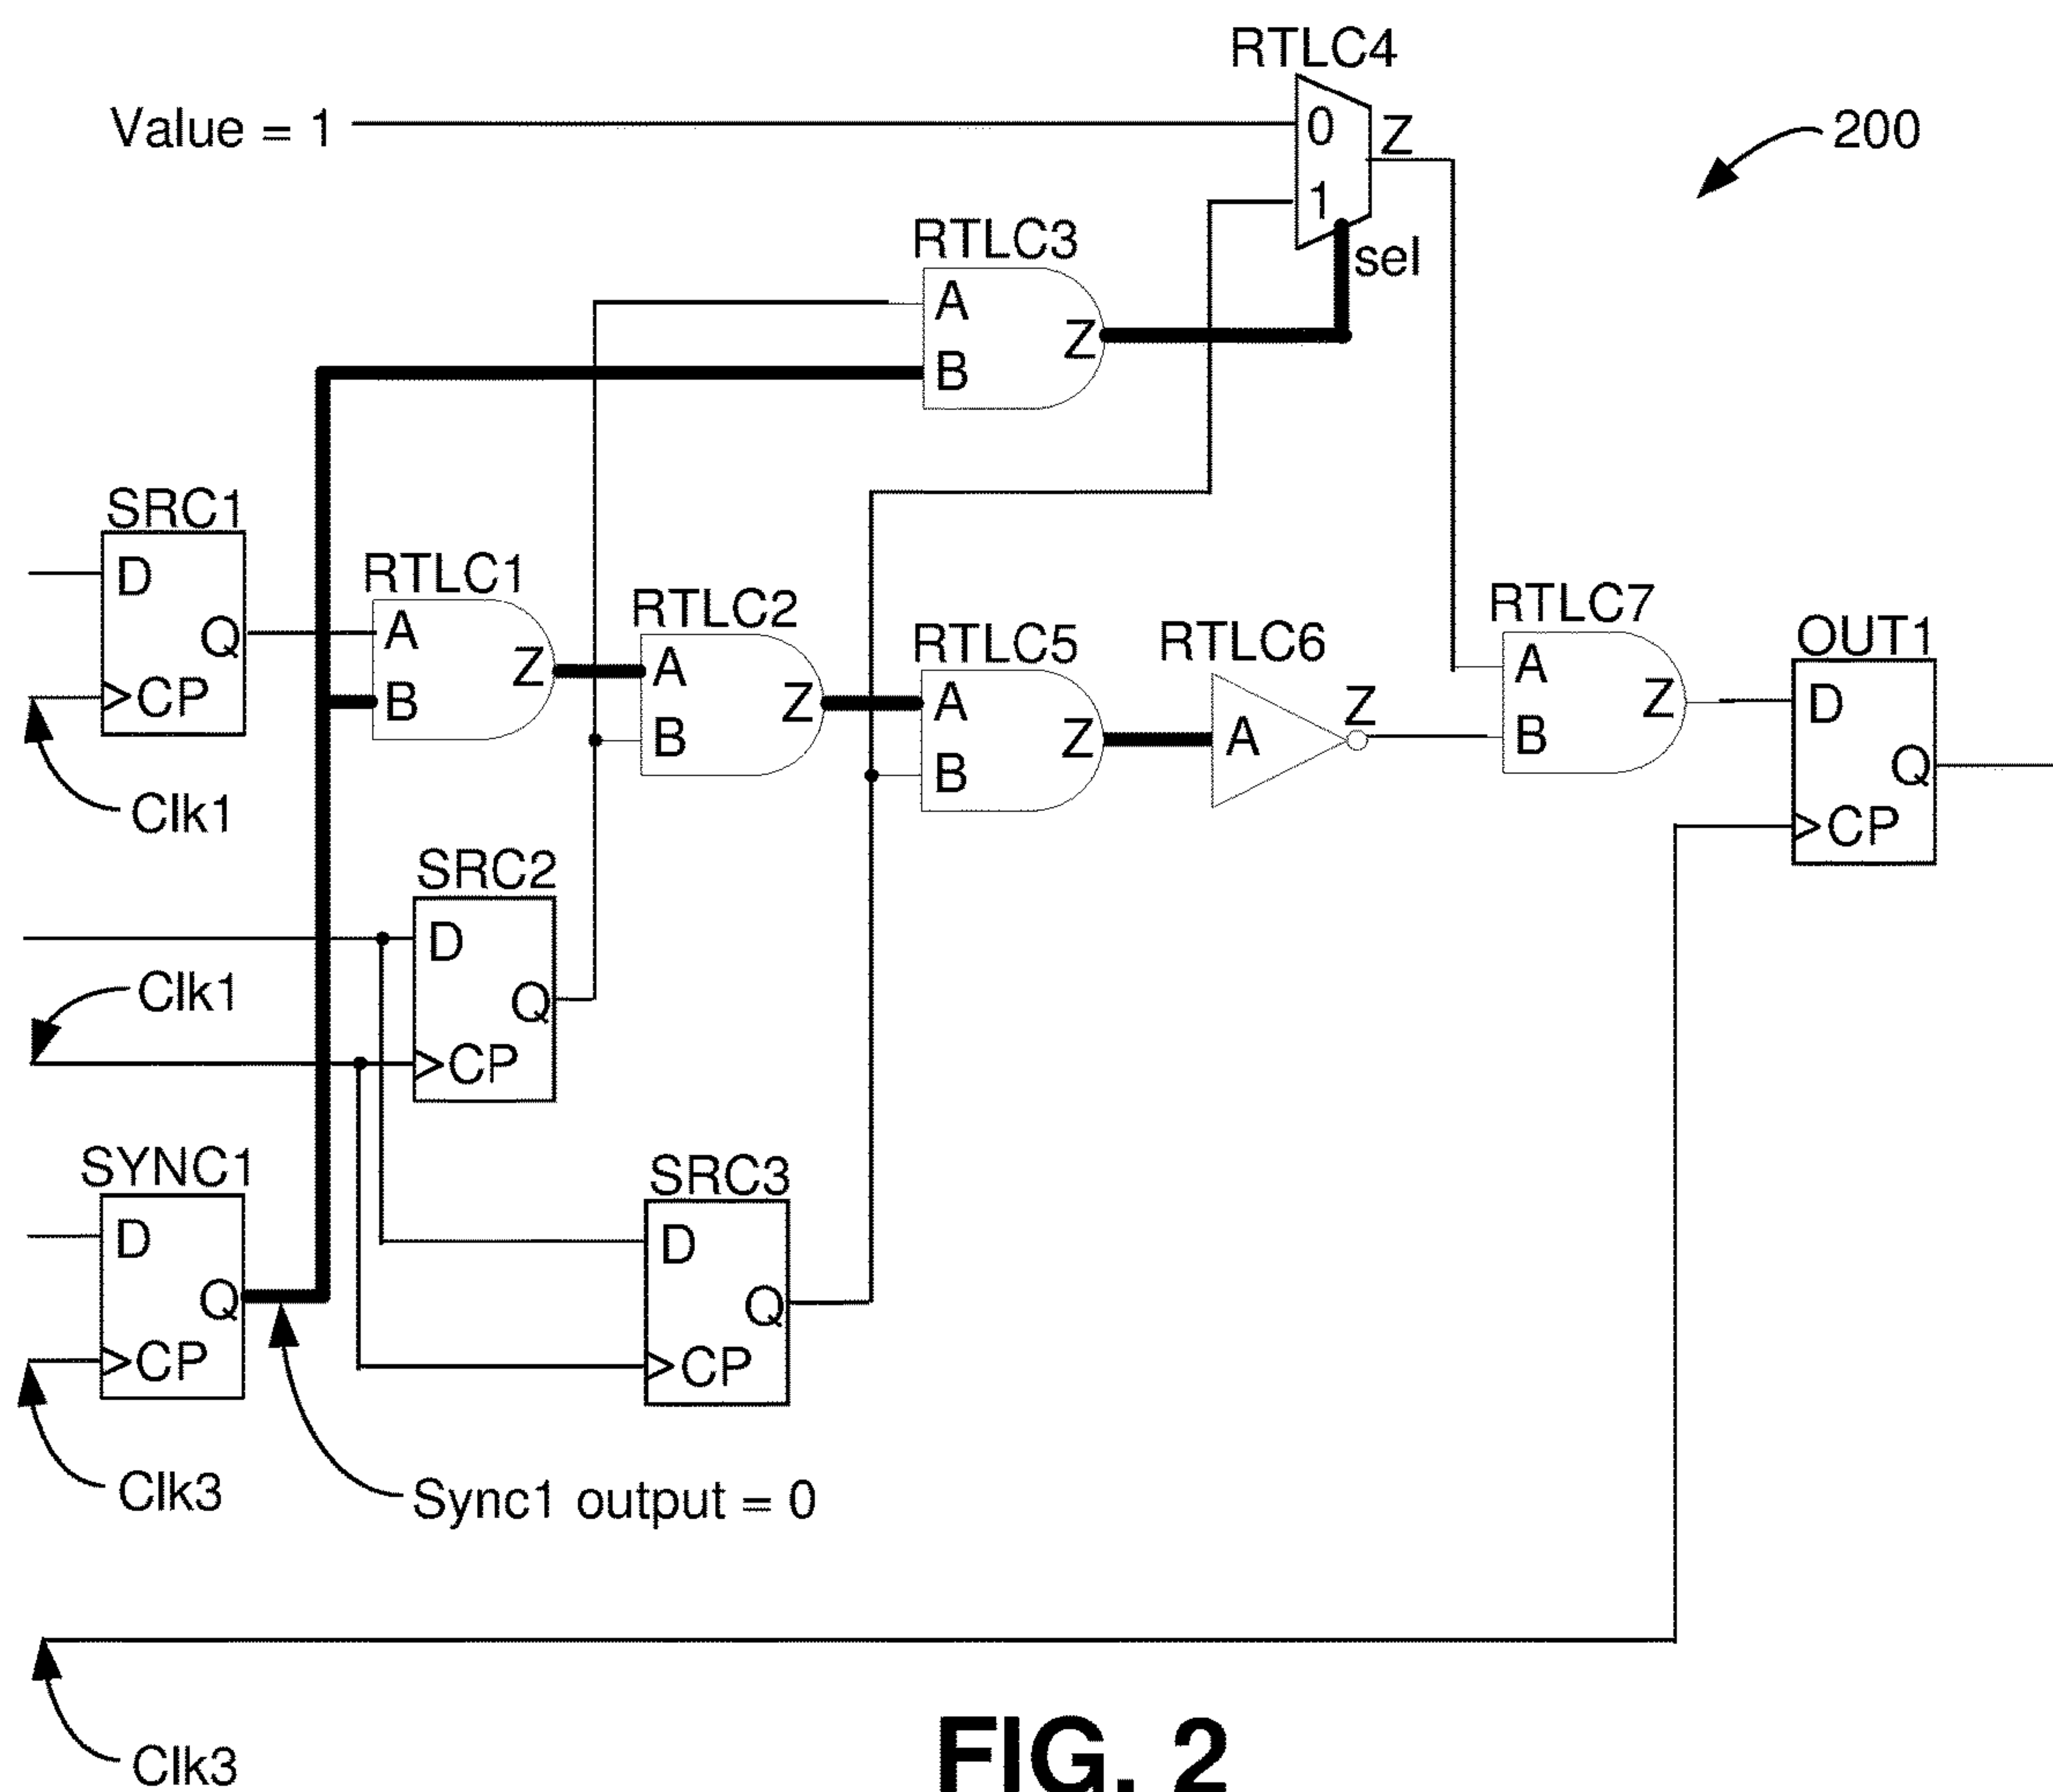 RTLC4
Value = 1
0
Z
200
1
RTLC3
sel
A
Z
B
SRC1
D
Q
CP
RTLC1
A
Z
B
RTLC2
A
Z
B
RTLC5
A
Z
B
RTLC6
A
Z
RTLC7
A
Z
B
OUT1
D
Q
CP
Clk1
SRC2
D
Q
CP
Clk1
SYNC1
D
Q
CP
SRC3
D
Q
CP
Clk3
Sync1 output = 0
Clk3
FIG. 2